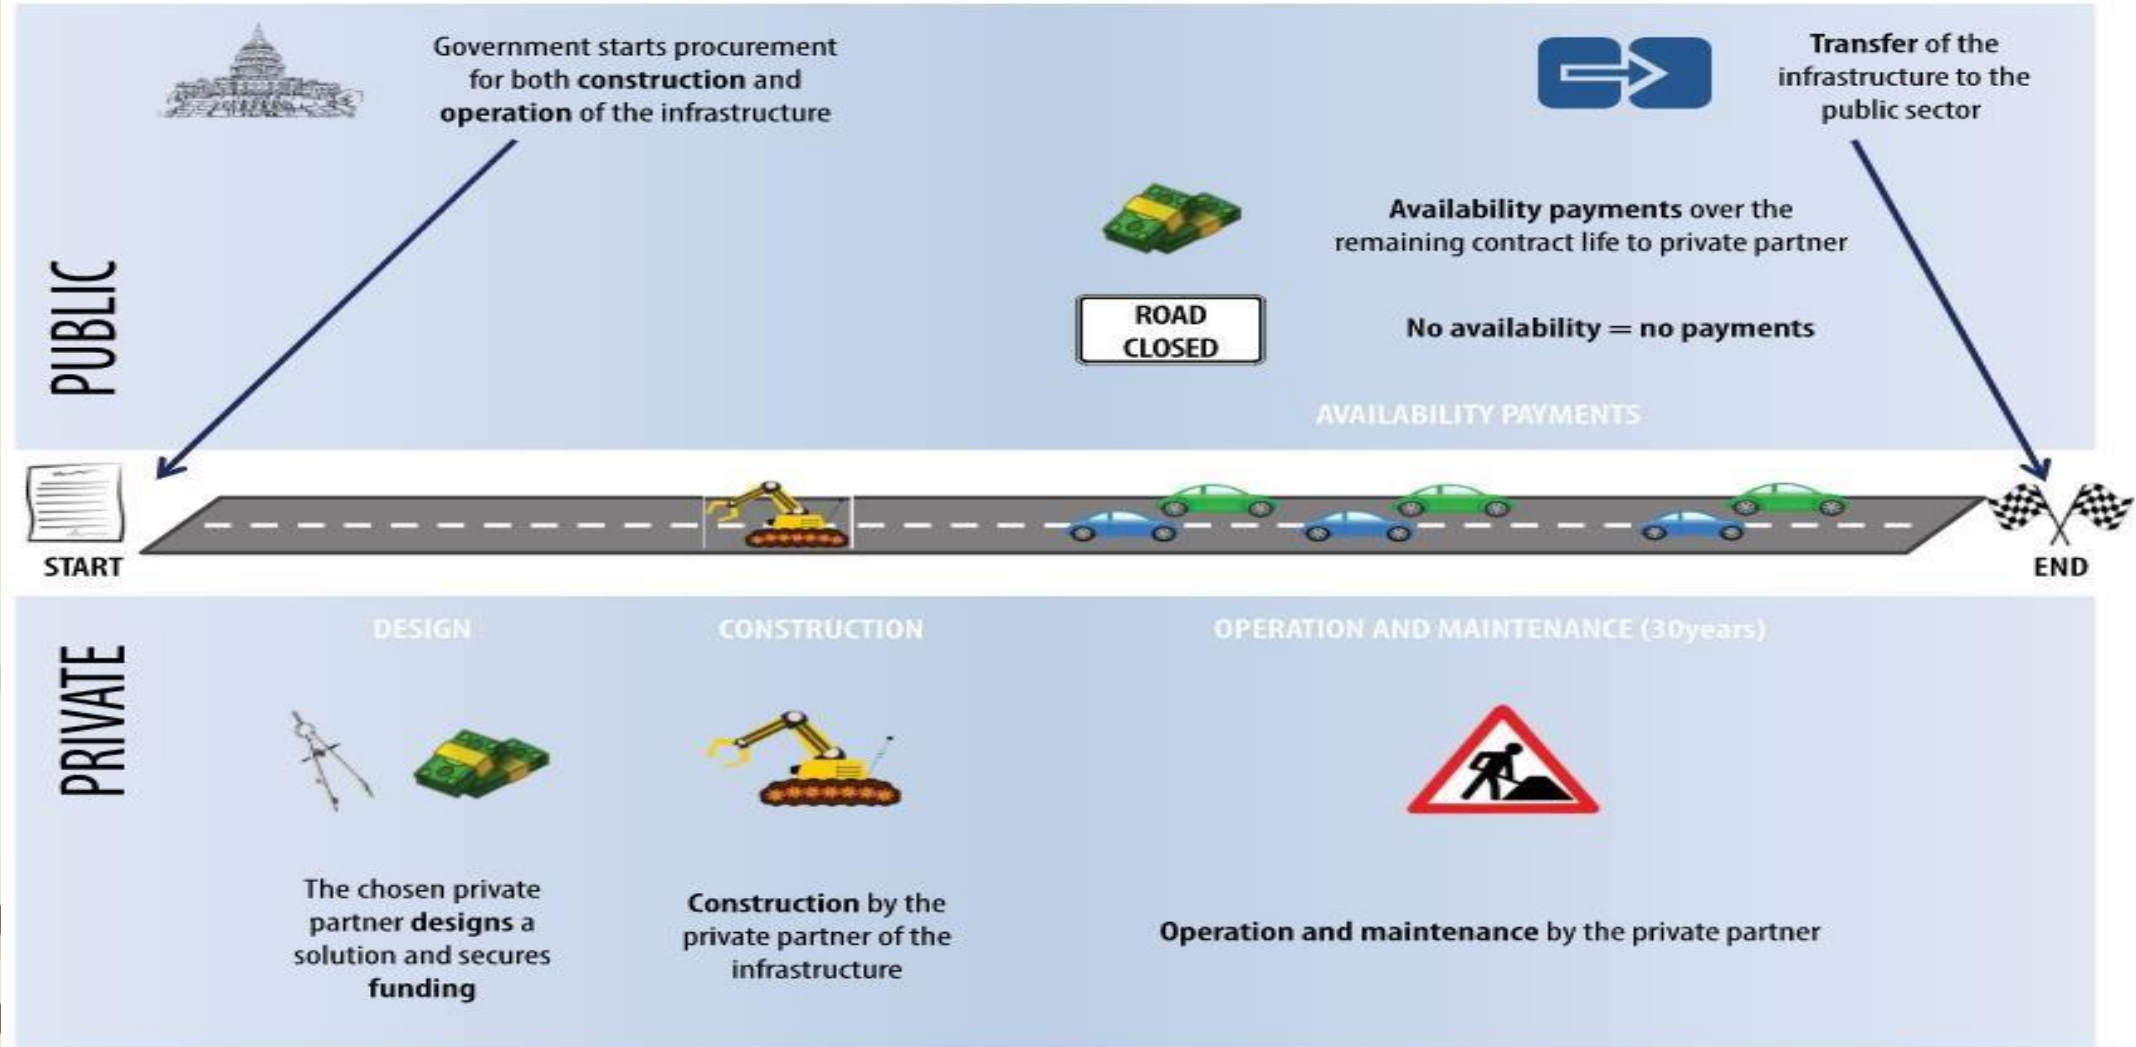 Government starts procurement
for both construction and
operation of the infrastructure
Transfer of the
infrastructure to the
public sector
Availability payments over the
remaining contract life to private partner
ROAD
CLOSED
No availability = no payments
PUBLIC
AVAILABILITY PAYMENTS
START
END
PRIVATE
DESIGN
CONSTRUCTION
OPERATION AND MAINTENANCE (30years)
The chosen private
partner designs a
solution and secures
funding
Construction by the
private partner of the
infrastructure
Operation and maintenance by the private partner